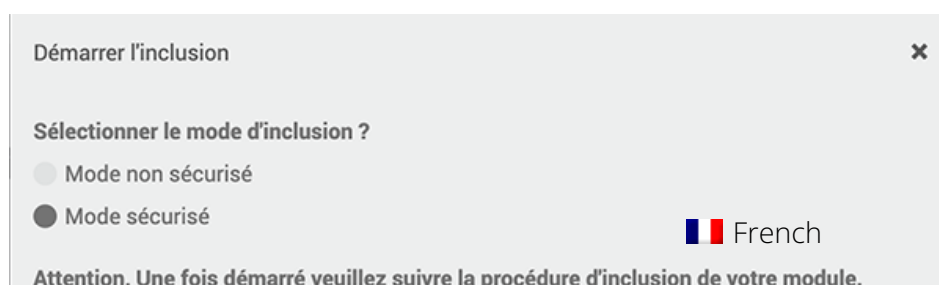 Démarrer l'inclusion
Sélectionner le mode d'inclusion ?
Mode non sécurisé
Mode sécurisé
French
Attention. Une fois démarré veuillez suivre la procédure d'inclusion de votre module.